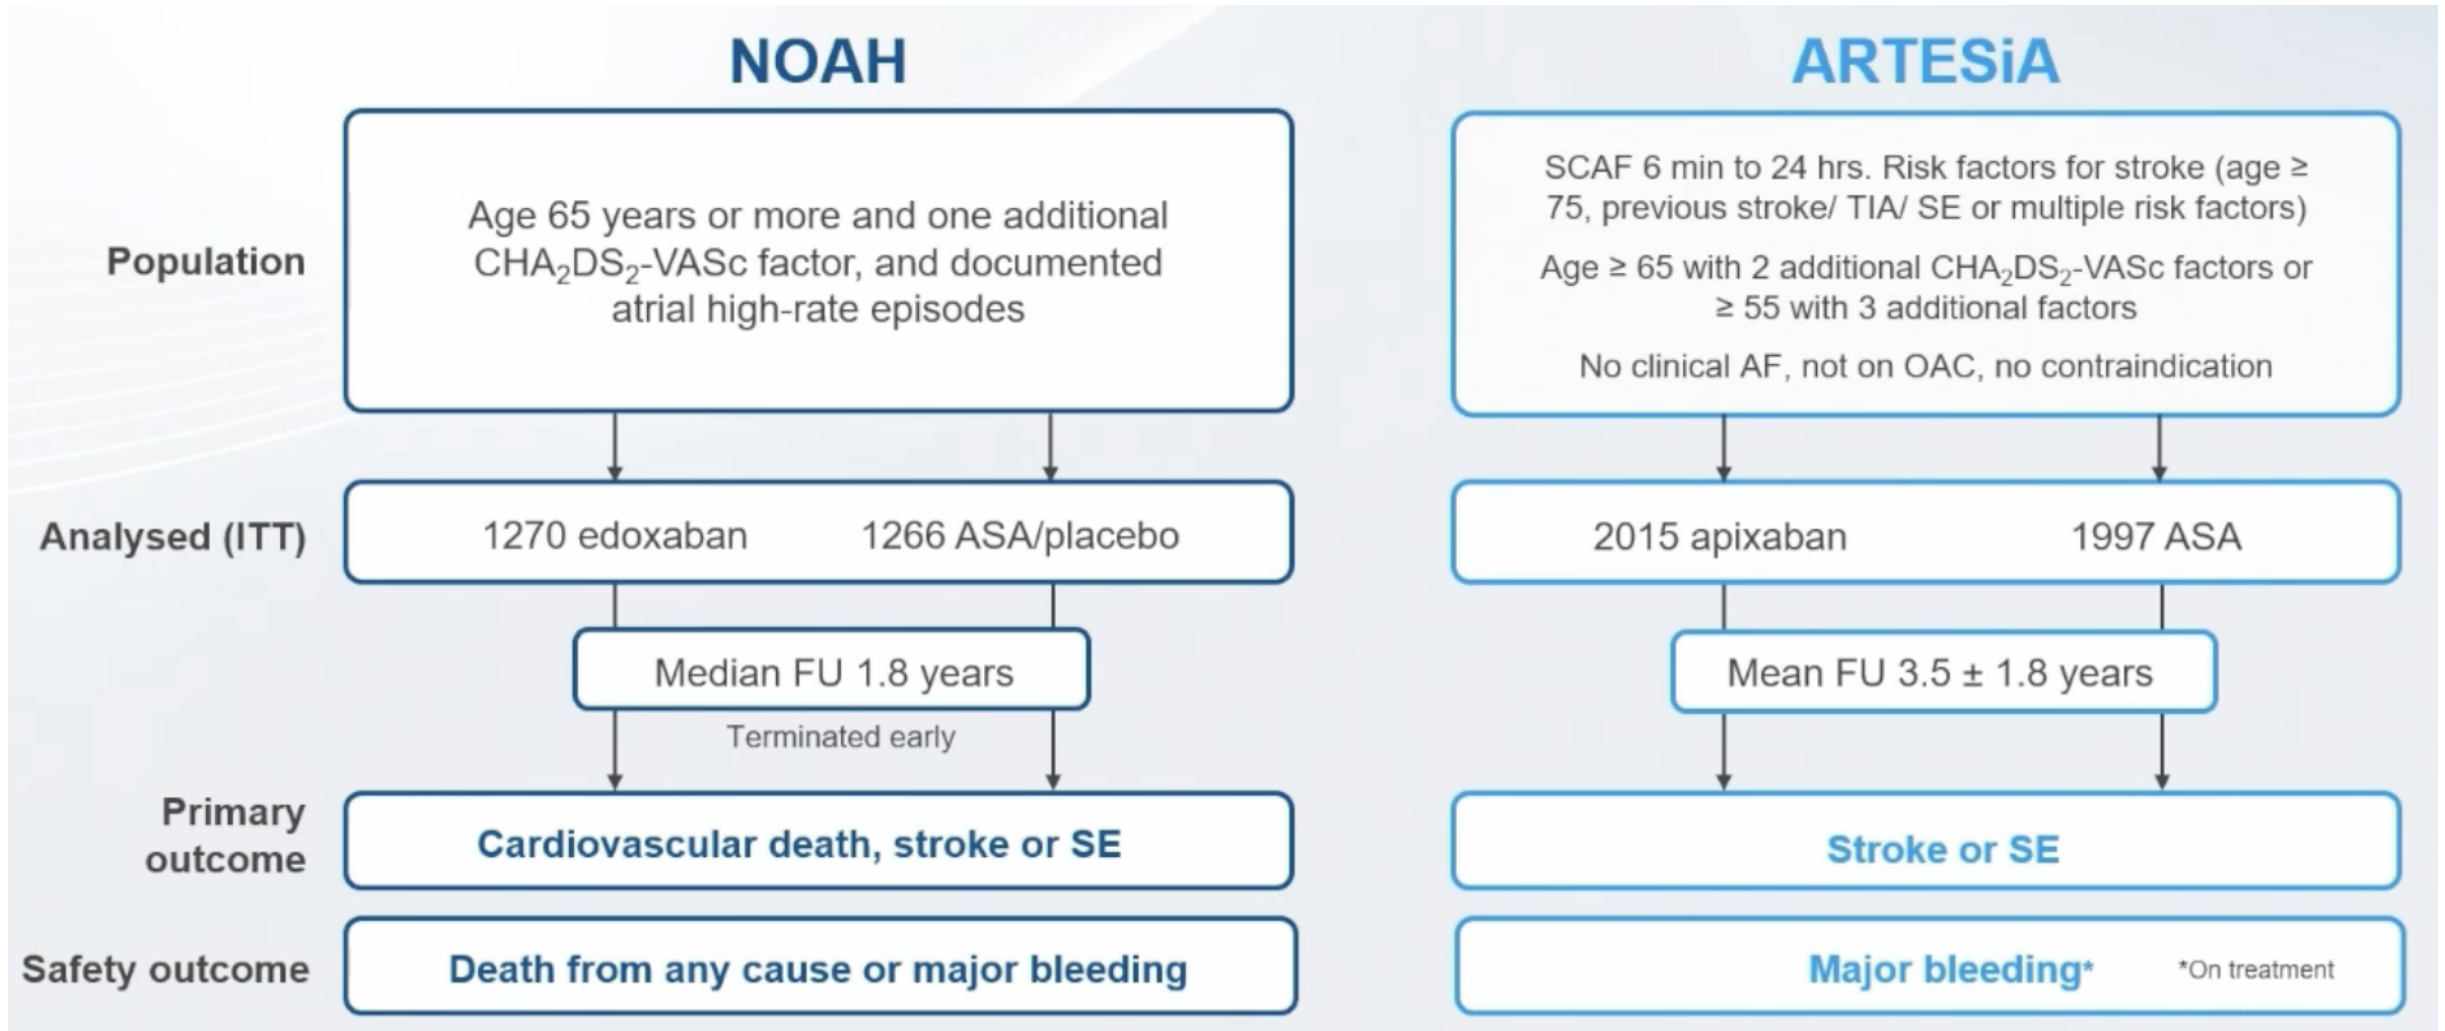 NOAH
ARTESiA
Population
Age 65 years or more and one additional
CHA₂DS₂-VASc factor, and documented
atrial high-rate episodes
SCAF 6 min to 24 hrs. Risk factors for stroke (age ≥
75, previous stroke/ TIA/ SE or multiple risk factors)
Age ≥ 65 with 2 additional CHA₂DS₂-VASc factors or
≥ 55 with 3 additional factors
No clinical AF, not on OAC, no contraindication
Analysed (ITT)
1270 edoxaban
1266 ASA/placebo
2015 apixaban
1997 ASA
Median FU 1.8 years
Mean FU 3.5 ± 1.8 years
Terminated early
Primary
outcome
Cardiovascular death, stroke or SE
Stroke or SE
Safety outcome
Death from any cause or major bleeding
Major bleeding*
*On treatment